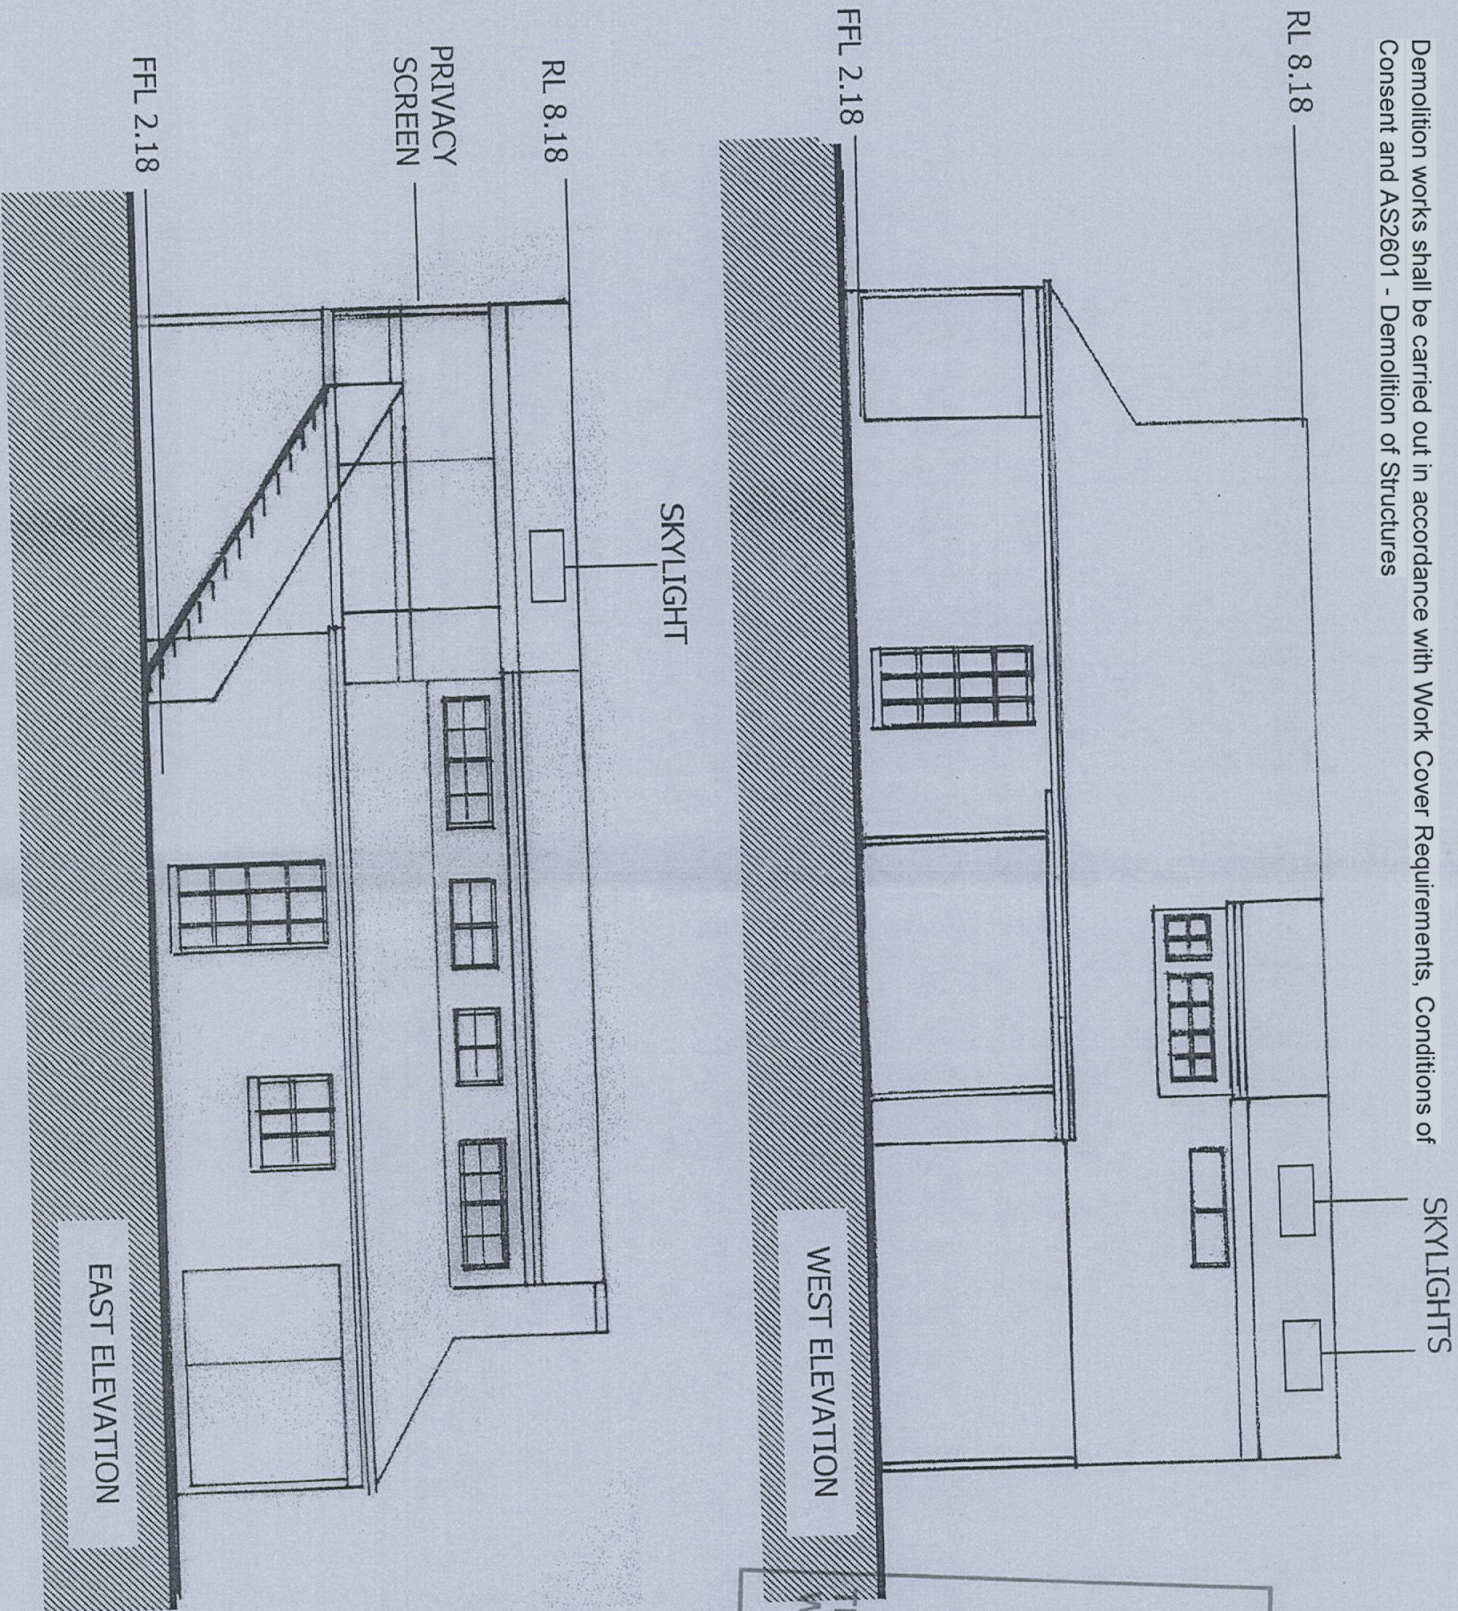 Demolition works shall be carried out in accordance with Work Cover Requirements, Conditions of
Consent and AS2601 - Demolition of Structures
SKYLIGHTS
RL 8.18
FFL 2.18
WEST ELEVATION
SKYLIGHT
RL 8.18
PRIVACY
SCREEN
FFL 2.18
EAST ELEVATION